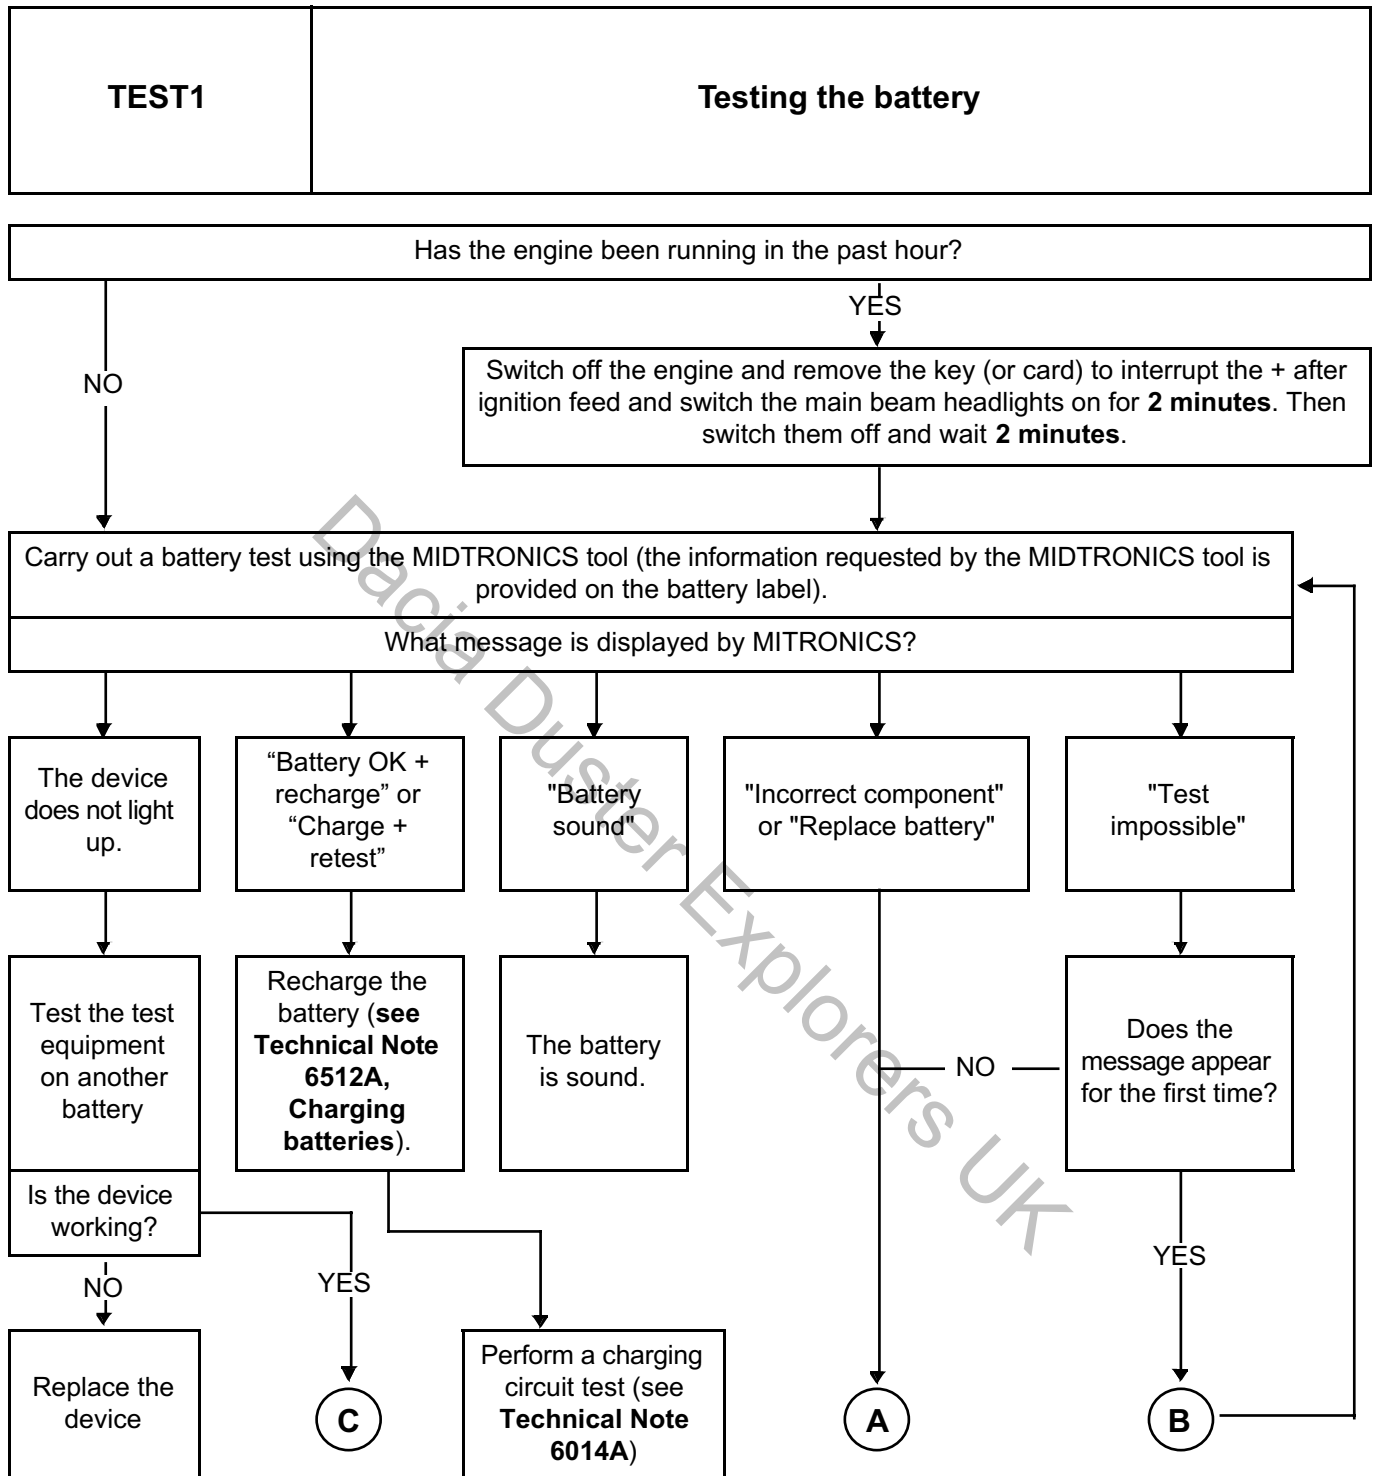 TEST1
Testing the battery
Has the engine been running in the past hour?
YES
NO
Switch off the engine and remove the key (or card) to interrupt the + after
ignition feed and switch the main beam headlights on for 2 minutes. Then
switch them off and wait 2 minutes.
Carry out a battery test using the MIDTRONICS tool (the information requested by the MIDTRONICS tool is
provided on the battery label).
What message is displayed by MITRONICS?
The device
does not light
up.
“Battery OK +
recharge” or
“Charge +
retest”
"Battery
sound"
"Incorrect component"
or "Replace battery"
"Test
impossible"
Test the test
equipment
on another
battery
Recharge the
battery (see
Technical Note
6512A,
Charging
batteries).
The battery
is sound.
NO
Does the
message appear
for the first time?
Is the device
working?
NO
YES
YES
Replace the
device
C
Perform a charging
circuit test (see
Technical Note
6014A)
A
B
Dacia Duster Explorers UK